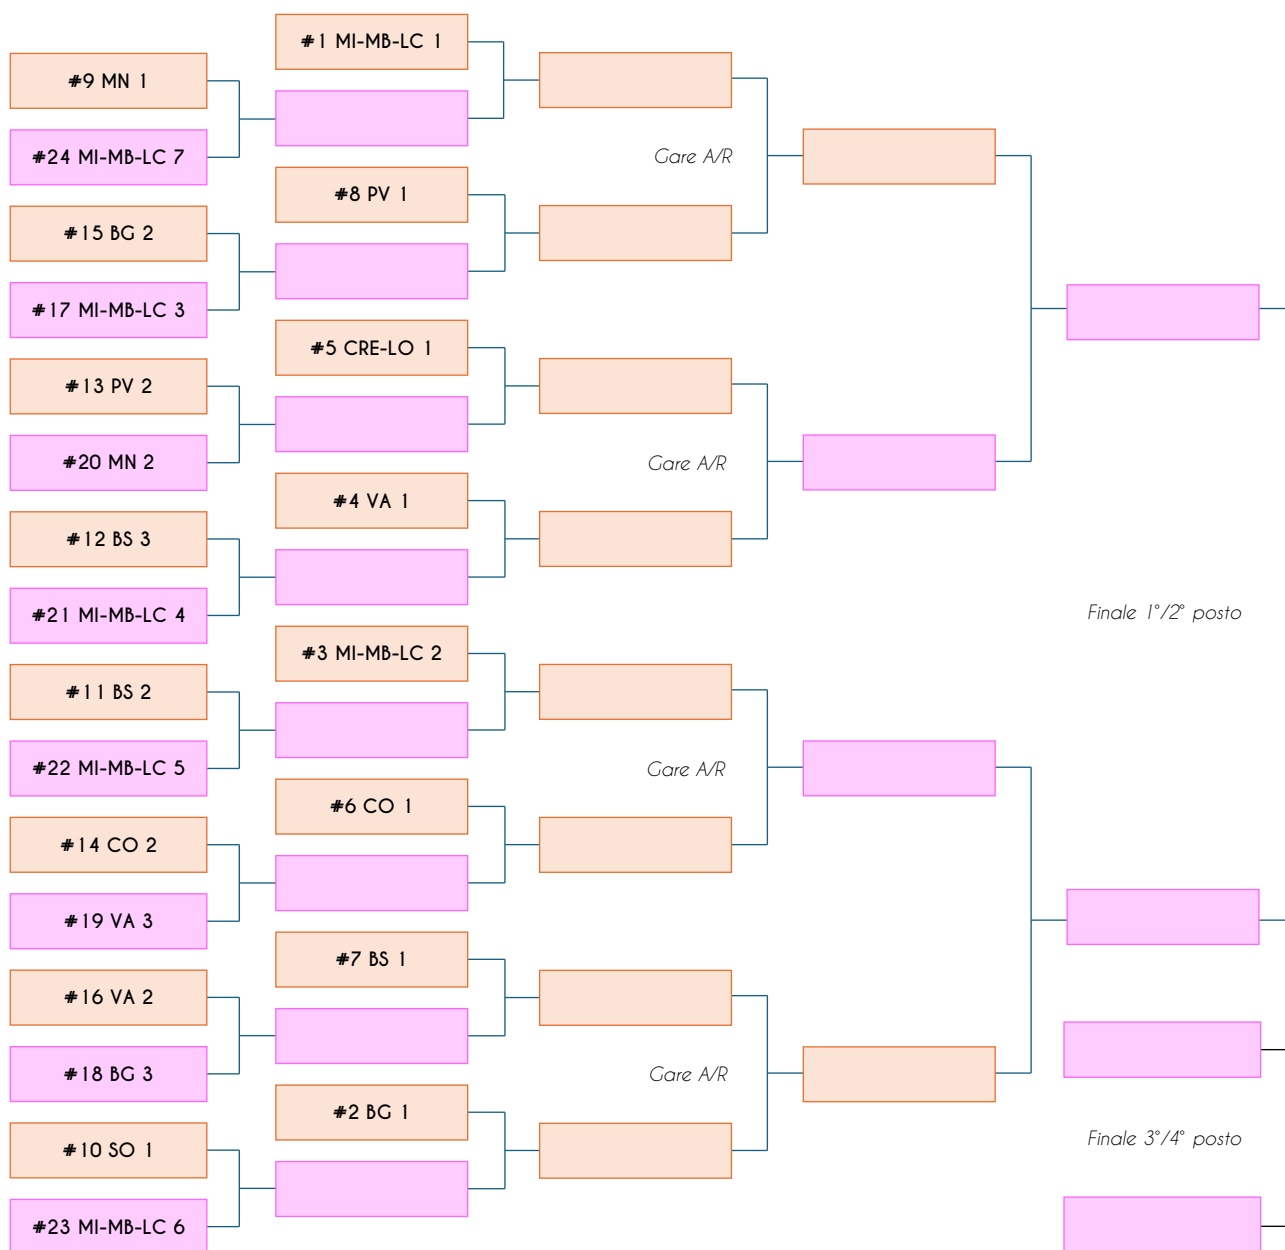 #1 MI-MB-LC 1
#9 MN 1
#24 MI-MB-LC 7
Gare A/R
#8 PV 1
#15 BG 2
#17 MI-MB-LC 3
#5 CRE-LO 1
#13 PV 2
#20 MN 2
Gare A/R
#4 VA 1
#12 BS 3
#21 MI-MB-LC 4
Finale 1°/2° posto
#3 MI-MB-LC 2
#11 BS 2
#22 MI-MB-LC 5
Gare A/R
#6 CO 1
#14 CO 2
#19 VA 3
#7 BS 1
#16 VA 2
#18 BG 3
Gare A/R
#2 BG 1
#10 SO 1
Finale 3°/4° posto
#23 MI-MB-LC 6